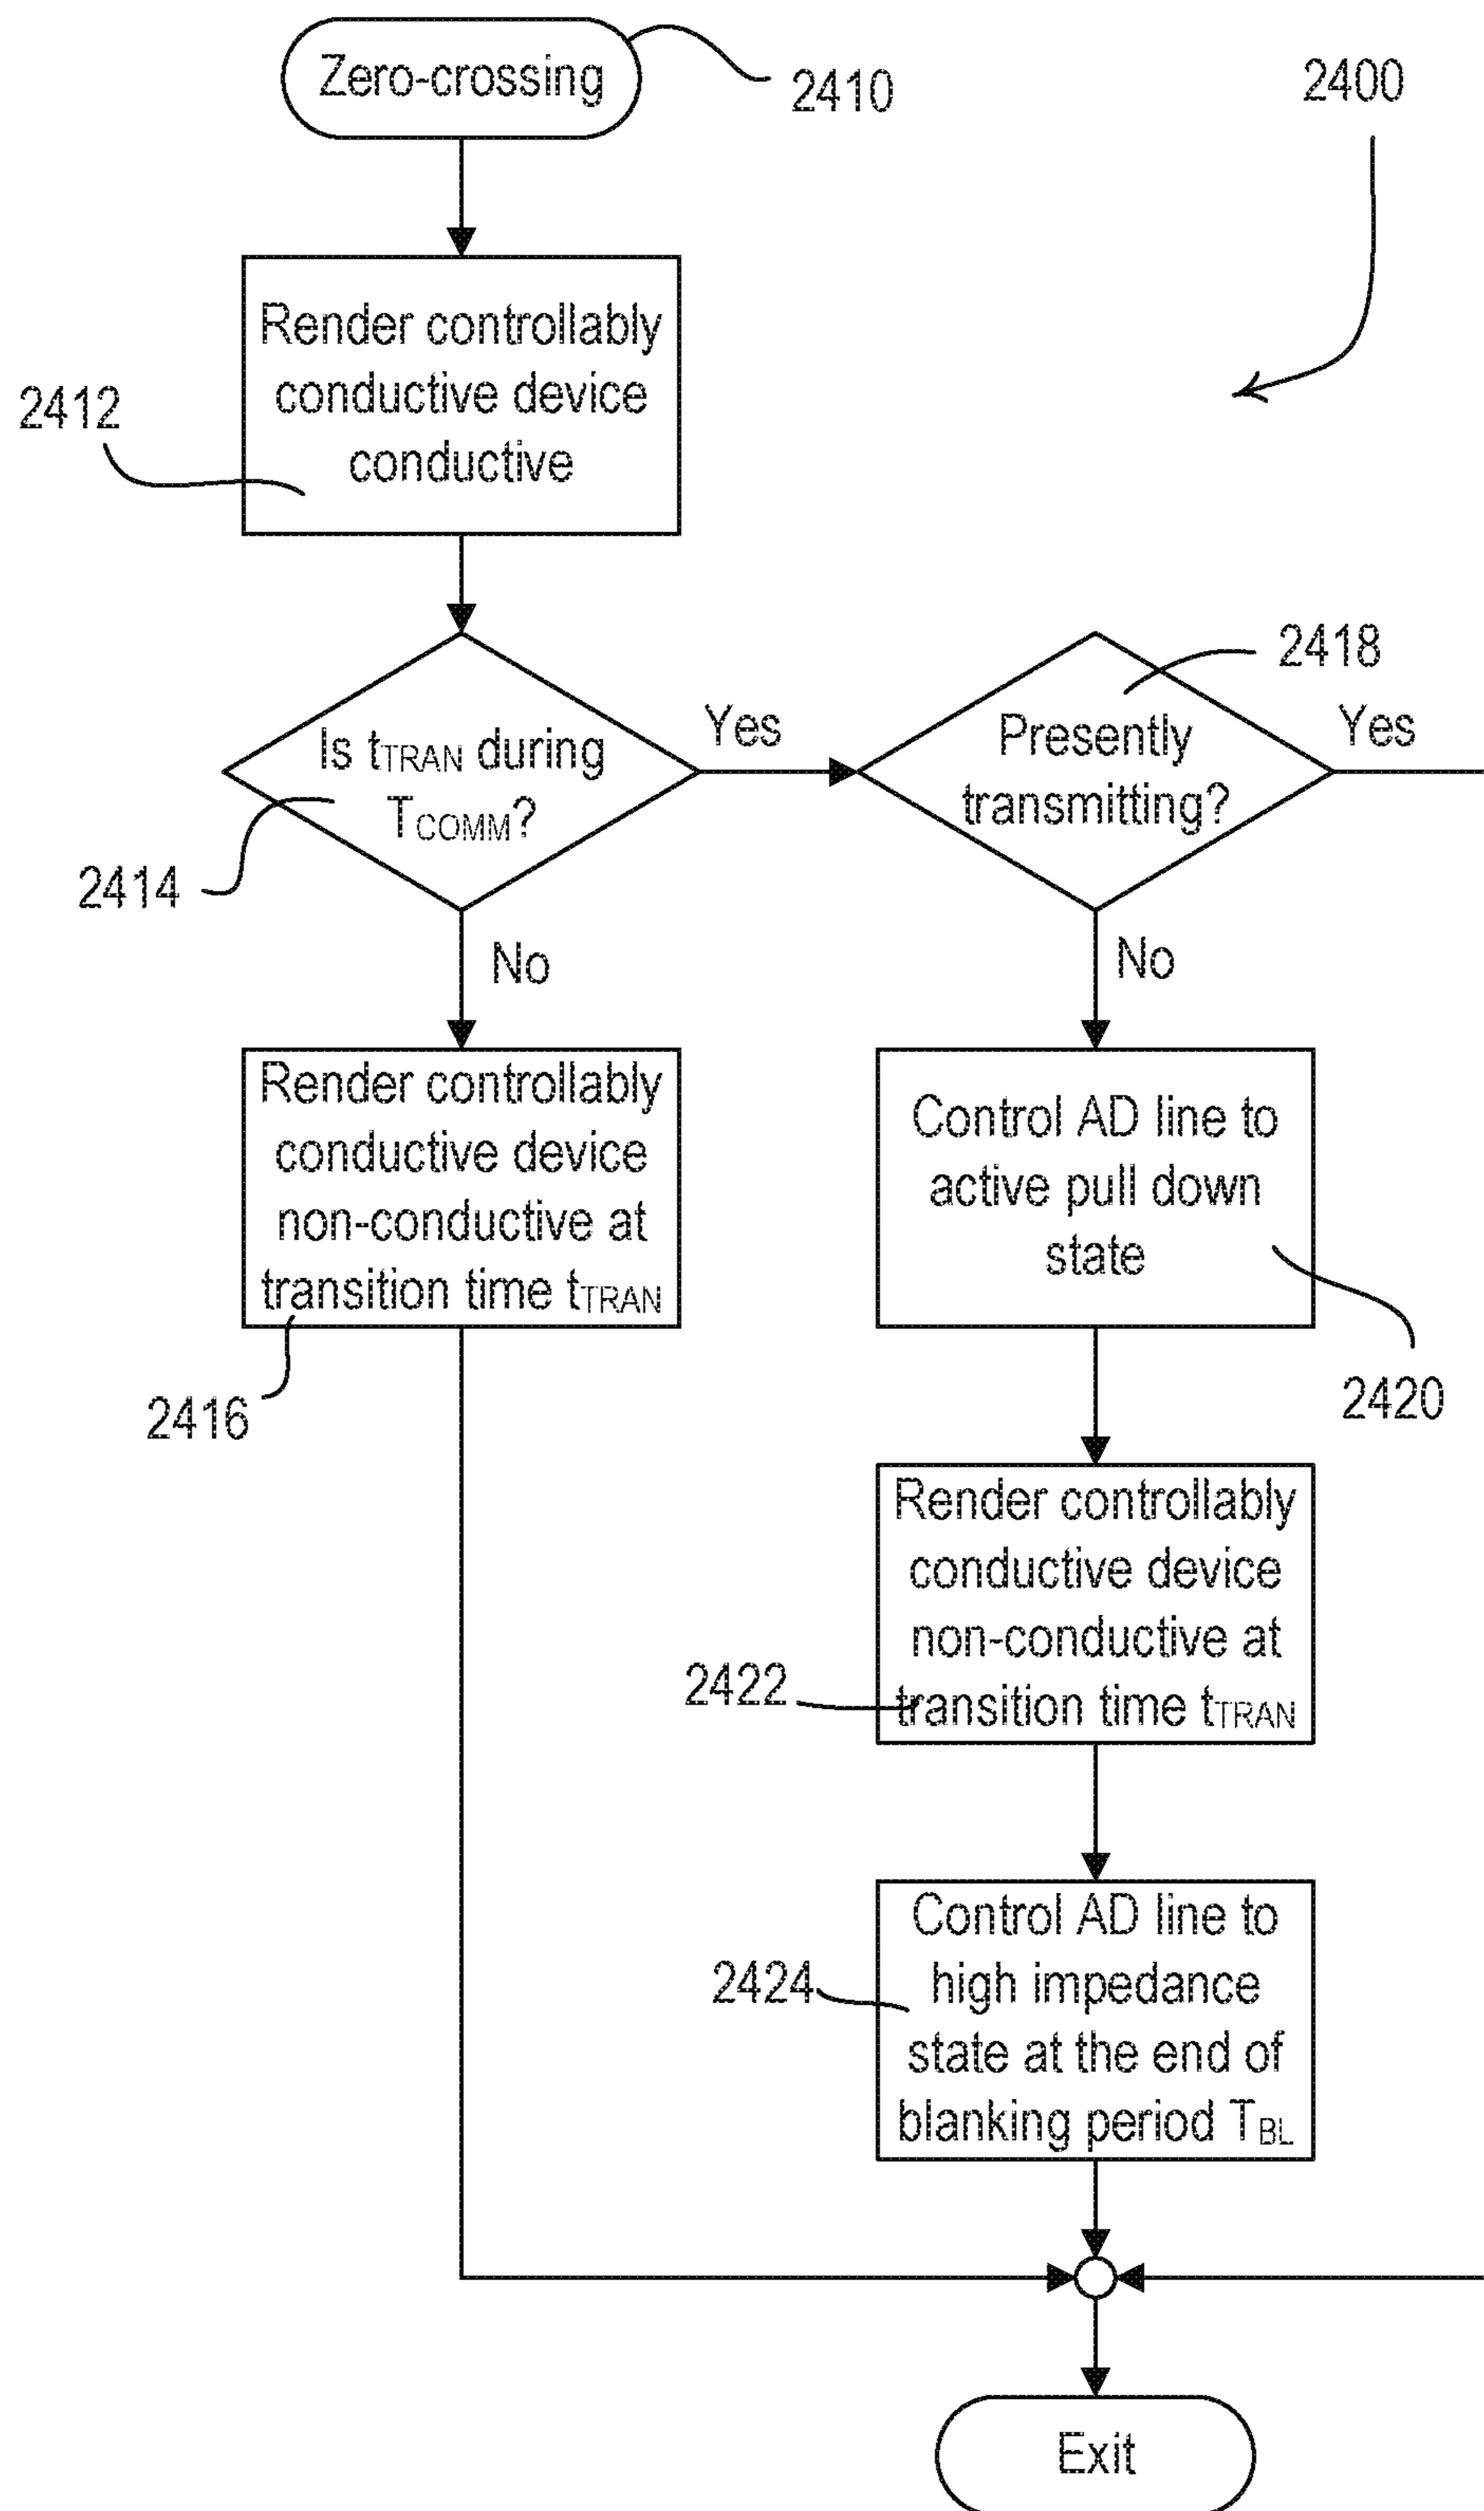 Zero-crossing
2410
2400
Render controllably
conductive device
conductive
2412
Is tTRAN during
TCOMM?
2414
Yes
Presently
transmitting?
2418
Yes
No
No
Render controllably
conductive device
non-conductive at
transition time tTRAN
2416
Control AD line to
active pull down
state
2420
Render controllably
conductive device
non-conductive at
transition time tTRAN
2422
Control AD line to
high impedance
state at the end of
blanking period TBL
2424
Exit